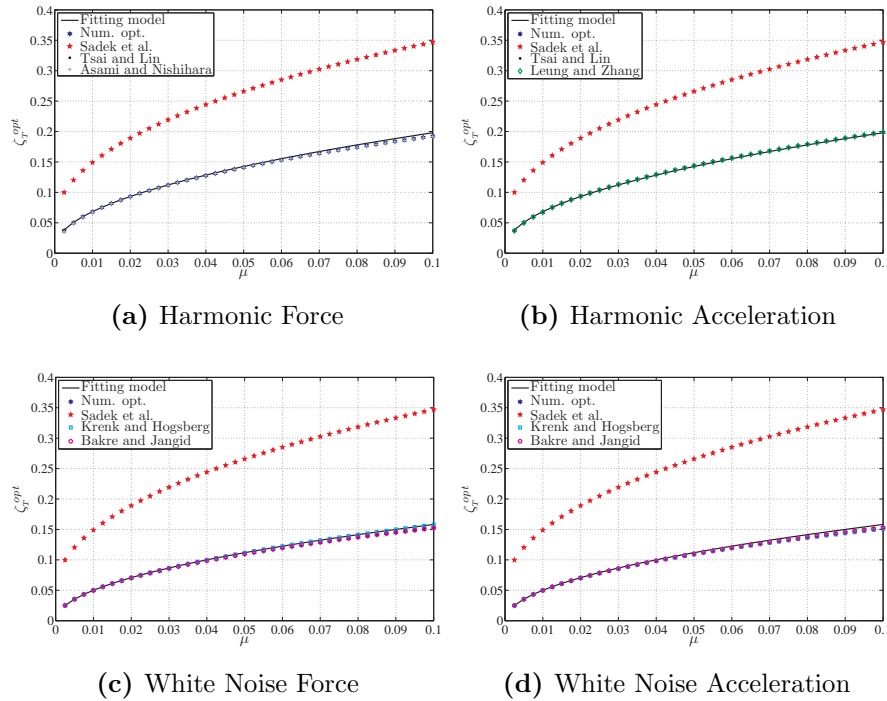 Fitting model
Num. opt.
Sadek et al.
Tsai and Lin
Asami and Nishihara
0.4
0.35
0.3
0.25
0.2
0.15
0.1
0.05
0
ζ_T^opt
0 0.01 0.02 0.03 0.04 0.05 0.06 0.07 0.08 0.09 0.1
μ
(a) Harmonic Force
Fitting model
Num. opt.
Sadek et al.
Tsai and Lin
Leung and Zhang
0.4
0.35
0.3
0.25
0.2
0.15
0.1
0.05
0
ζ_T^opt
0 0.01 0.02 0.03 0.04 0.05 0.06 0.07 0.08 0.09 0.1
μ
(b) Harmonic Acceleration
Fitting model
Num. opt.
Sadek et al.
Krenk and Hogsberg
Bakre and Jangid
0.4
0.35
0.3
0.25
0.2
0.15
0.1
0.05
0
ζ_T^opt
0 0.01 0.02 0.03 0.04 0.05 0.06 0.07 0.08 0.09 0.1
μ
(c) White Noise Force
Fitting model
Num. opt.
Sadek et al.
Krenk and Hogsberg
Bakre and Jangid
0.4
0.35
0.3
0.25
0.2
0.15
0.1
0.05
0
ζ_T^opt
0 0.01 0.02 0.03 0.04 0.05 0.06 0.07 0.08 0.09 0.1
μ
(d) White Noise Acceleration